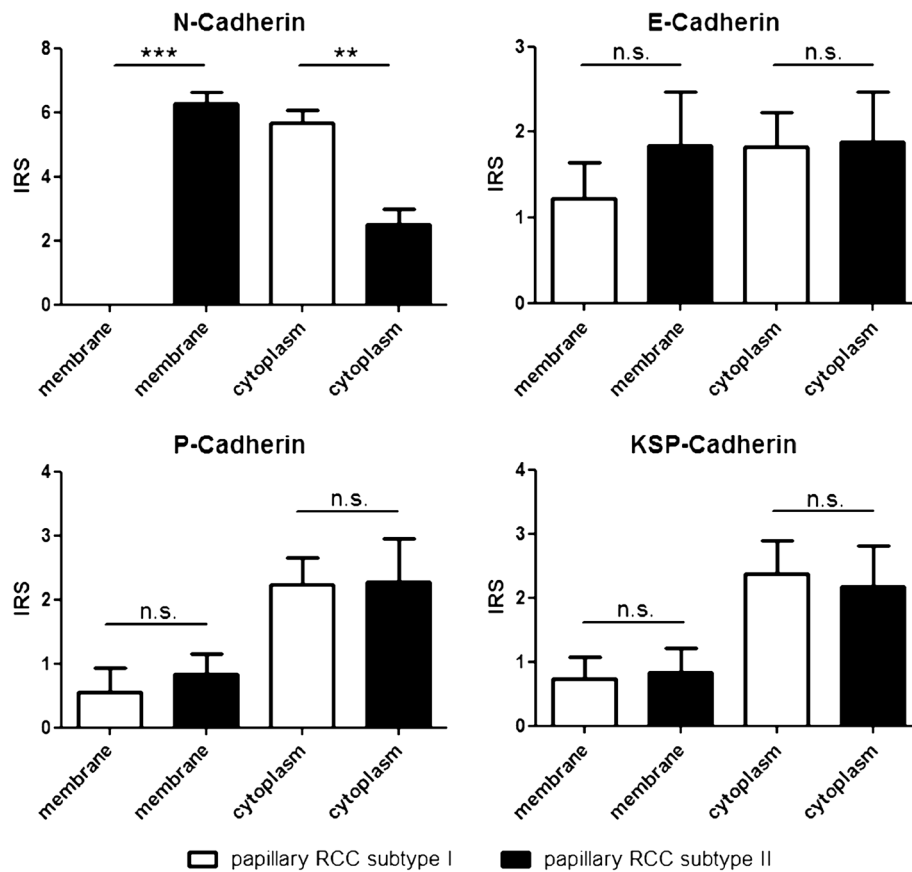 N-Cadherin
E-Cadherin
IRS
8
6
4
2
0
***
**
membrane
membrane
cytoplasm
cytoplasm
IRS
3
2
1
0
n.s.
n.s.
membrane
membrane
cytoplasm
cytoplasm
P-Cadherin
KSP-Cadherin
IRS
4
3
2
1
0
n.s.
n.s.
membrane
membrane
cytoplasm
cytoplasm
IRS
4
3
2
1
0
n.s.
n.s.
membrane
membrane
cytoplasm
cytoplasm
papillary RCC subtype I
papillary RCC subtype II